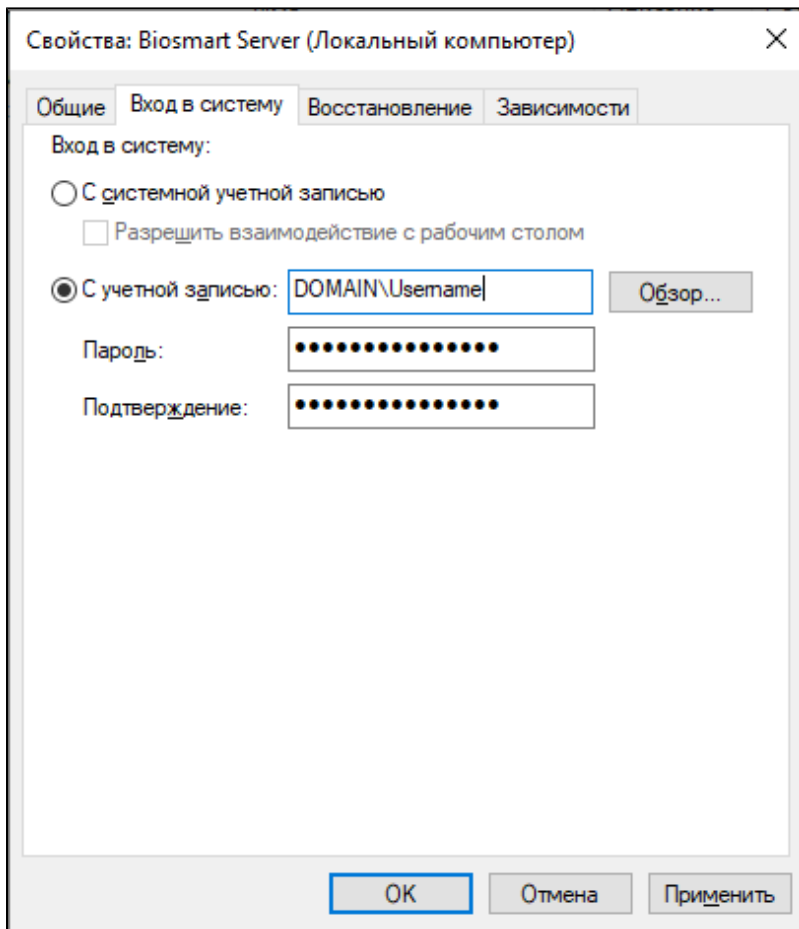 Свойства: Biosmart Server (Локальный компьютер)
Общие Вход в систему Восстановление Зависимости
Вход в систему:
С системной учетной записью
Разрешить взаимодействие с рабочим столом
С учетной записью: DOMAIN\Username Обзор...
Пароль: ●●●●●●●●●●●●●●●
Подтверждение: ●●●●●●●●●●●●●●●
OK Отмена Применить